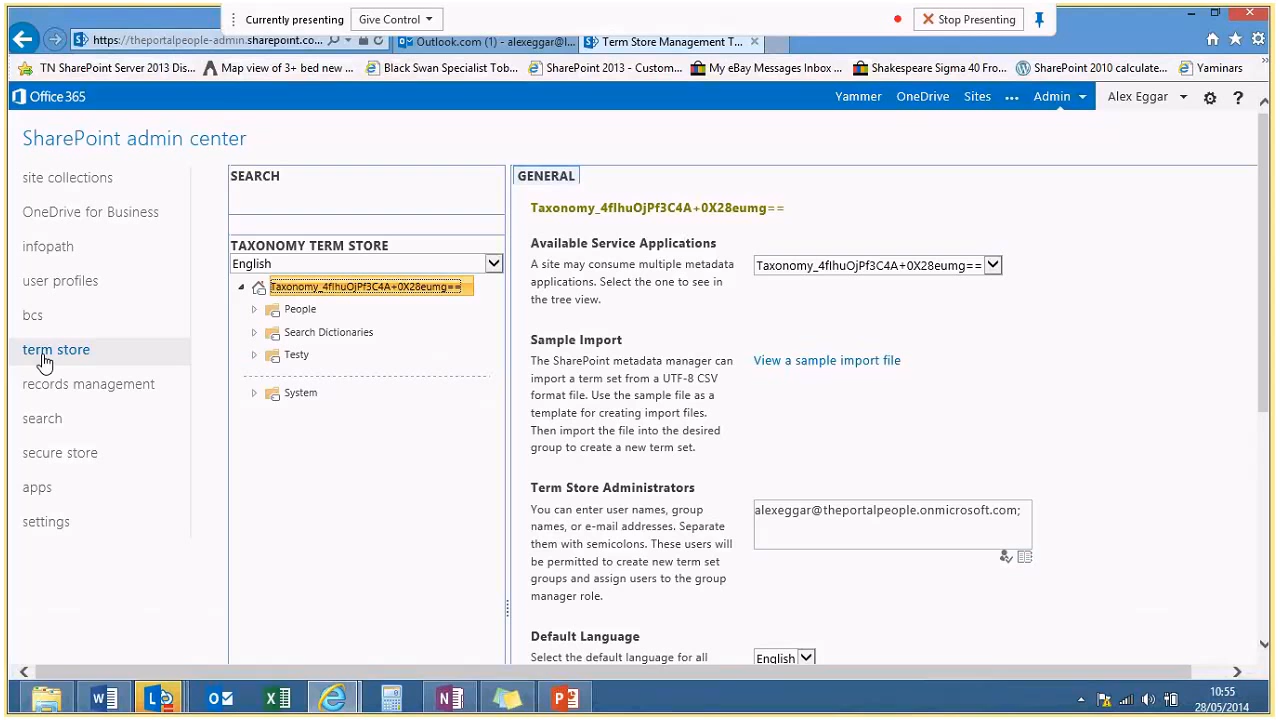 Currently presenting
Give Control
Stop Presenting
https://theportalpeople-admin.sharepoint.co...
Outlook.com (1) - alexeggar@l...
Term Store Management T...
TN SharePoint Server 2013 Dis...
Map view of 3+ bed new ...
Black Swan Specialist Tob...
SharePoint 2013 - Custom...
My eBay Messages Inbox ...
Shakespeare Sigma 40 Fro...
SharePoint 2010 calculate...
Yaminars
Office 365
Yammer
OneDrive
Sites
...
Admin
Alex Eggar
?
SharePoint admin center
site collections
OneDrive for Business
infopath
user profiles
bcs
term store
records management
search
secure store
apps
settings
SEARCH
TAXONOMY TERM STORE
English
Taxonomy_4fIhuOjPf3C4A+0X28eumg==
People
Search Dictionaries
Testy
System
GENERAL
Taxonomy_4fIhuOjPf3C4A+0X28eumg==
Available Service Applications
A site may consume multiple metadata
applications. Select the one to see in
the tree view.
Taxonomy_4fIhuOjPf3C4A+0X28eumg==
Sample Import
The SharePoint metadata manager can
import a term set from a UTF-8 CSV
format file. Use the sample file as a
template for creating import files.
Then import the file into the desired
group to create a new term set.
View a sample import file
Term Store Administrators
You can enter user names, group
names, or e-mail addresses. Separate
them with semicolons. These users will
be permitted to create new term set
groups and assign users to the group
manager role.
alexeggar@theportalpeople.onmicrosoft.com;
Default Language
Select the default language for all
English
10:55
28/05/2014